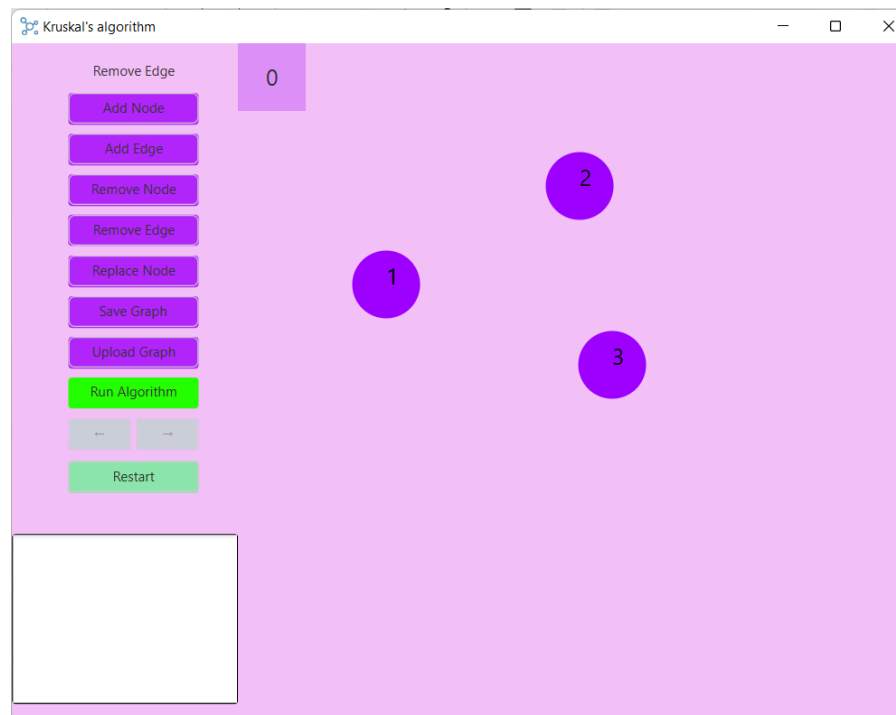 Kruskal's algorithm
Remove Edge
0
Add Node
Add Edge
Remove Node
Remove Edge
Replace Node
Save Graph
Upload Graph
Run Algorithm
← →
Restart
2
1
3